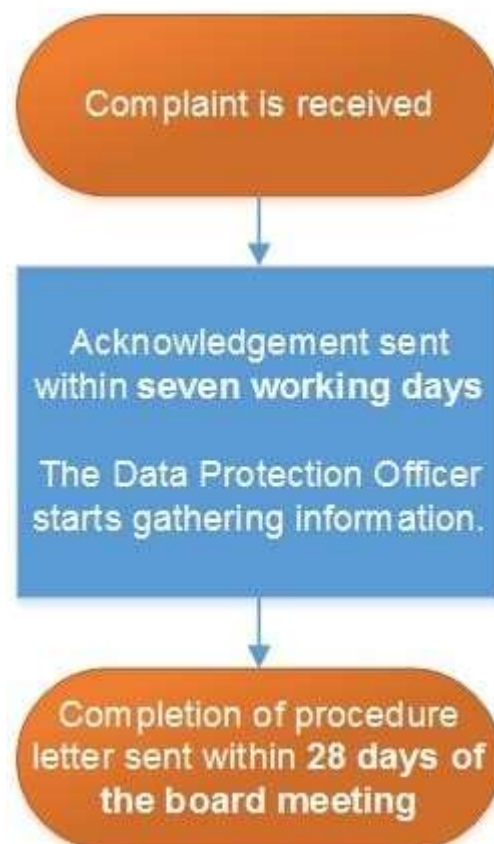 Complaint is received
Acknowledgement sent
within seven working days
The Data Protection Officer
starts gathering information.
Completion of procedure
letter sent within 28 days of
the board meeting